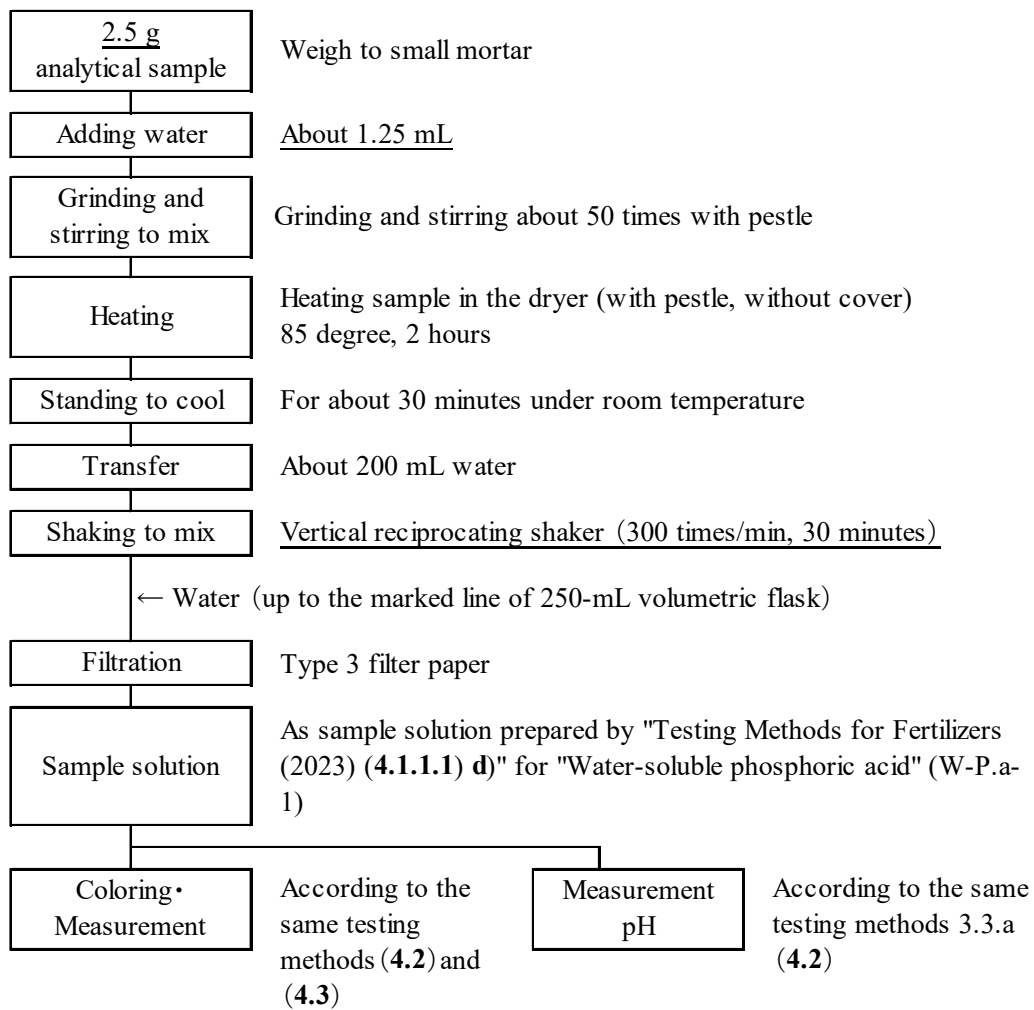 2.5 g
analytical sample
Weigh to small mortar
Adding water
About 1.25 mL
Grinding and
stirring to mix
Grinding and stirring about 50 times with pestle
Heating
Heating sample in the dryer (with pestle, without cover)
85 degree, 2 hours
Standing to cool
For about 30 minutes under room temperature
Transfer
About 200 mL water
Shaking to mix
Vertical reciprocating shaker（300 times/min, 30 minutes）
← Water（up to the marked line of 250-mL volumetric flask）
Filtration
Type 3 filter paper
Sample solution
As sample solution prepared by "Testing Methods for Fertilizers
(2023) (4.1.1.1) d)" for "Water-soluble phosphoric acid" (W-P.a-
1)
Coloring・
Measurement
According to the
same testing
methods（4.2）and
（4.3）
Measurement
pH
According to the same
testing methods 3.3.a
（4.2）